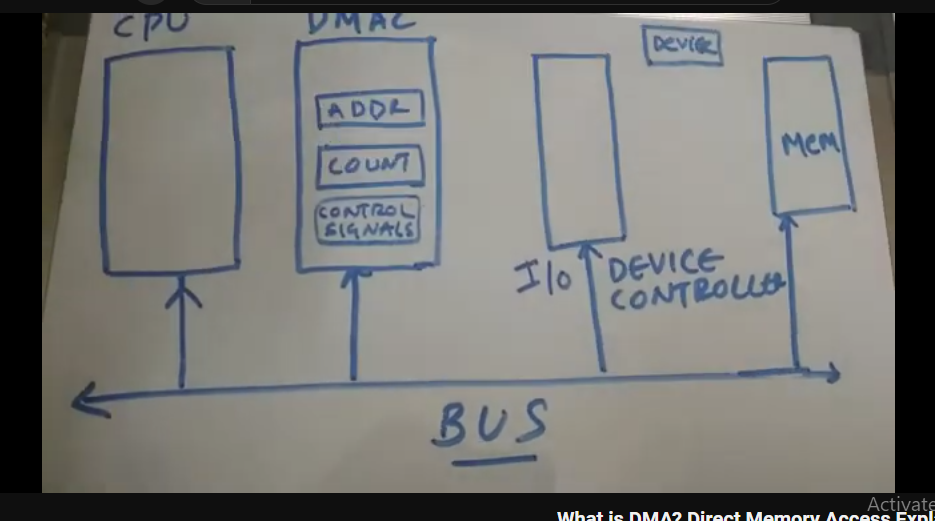 CPU
DMAC
DEVICE
ADDR
COUNT
CONTROL
SIGNALS
MEM
I/O
DEVICE
CONTROLLER
BUS
Activate
What is DMA? Direct Memory Access Expl